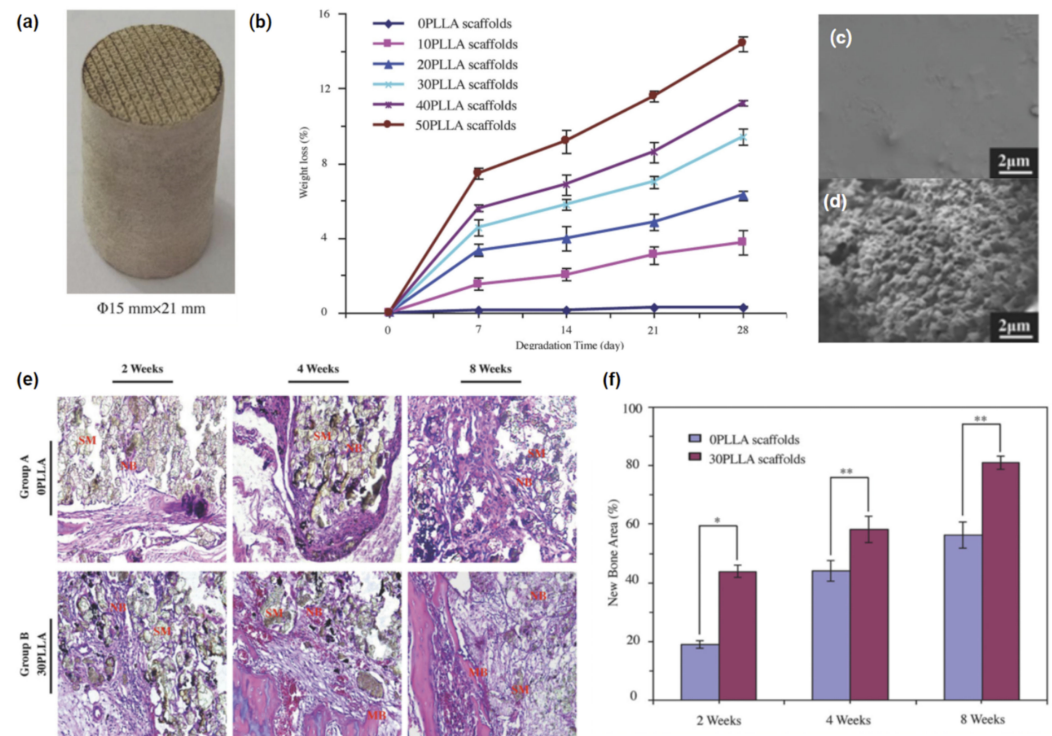 (a)
Φ15 mm×21 mm
(b)
16
12
8
4
0
Weight loss (%)
0PLLA scaffolds
10PLLA scaffolds
20PLLA scaffolds
30PLLA scaffolds
40PLLA scaffolds
50PLLA scaffolds
0 7 14 21 28
Degradation Time (day)
(c)
2μm
(d)
2μm
(e)
2 Weeks 4 Weeks 8 Weeks
Group A
0PLLA
SM
NB
SM
NB
SM
NB
Group B
30PLLA
NB
SM
SM
NB
MB
NB
MB
SM
(f)
100
80
60
40
20
0
New Bone Area (%)
0PLLA scaffolds
30PLLA scaffolds
*
**
**
2 Weeks 4 Weeks 8 Weeks